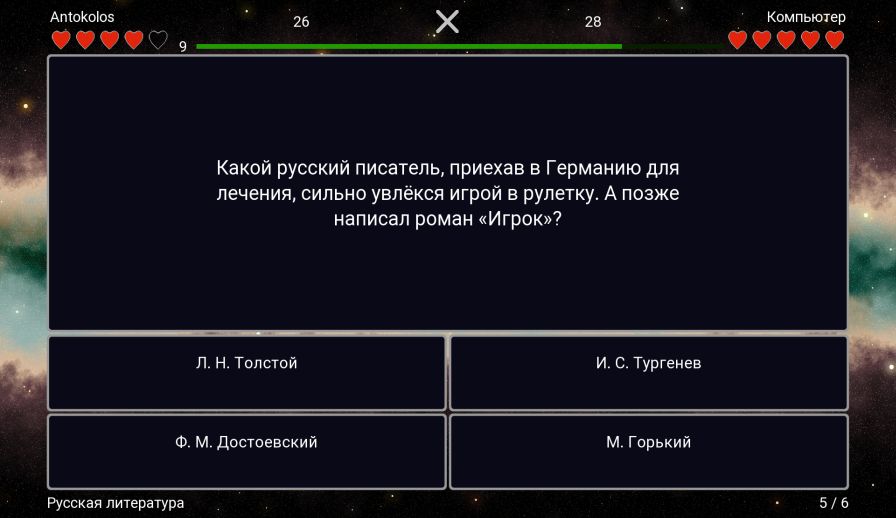 Antokolos
26
28
Компьютер
9
Какой русский писатель, приехав в Германию для
лечения, сильно увлёкся игрой в рулетку. А позже
написал роман «Игрок»?
Л. Н. Толстой
И. С. Тургенев
Ф. М. Достоевский
М. Горький
Русская литература
5 / 6